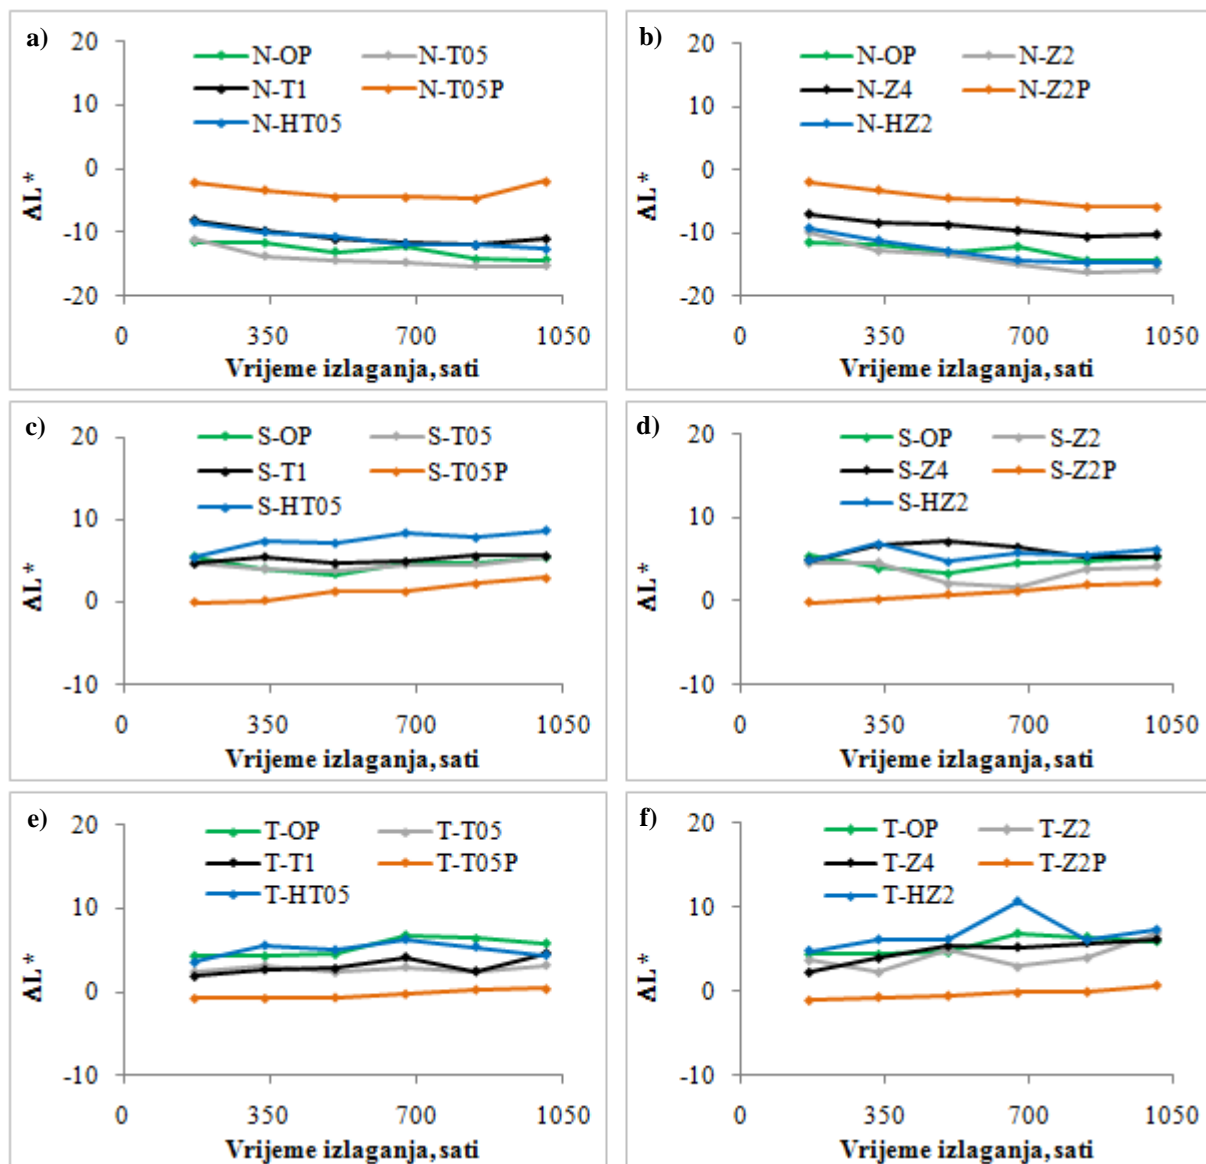 a)
N-OP N-T05
N-T1 N-T05P
N-HT05
20
10
0
-10
-20
ΔL*
0 350 700 1050
Vrijeme izlaganja, sati
b)
N-OP N-Z2
N-Z4 N-Z2P
N-HZ2
20
10
0
-10
-20
ΔL*
0 350 700 1050
Vrijeme izlaganja, sati
c)
S-OP S-T05
S-T1 S-T05P
S-HT05
20
10
0
-10
ΔL*
0 350 700 1050
Vrijeme izlaganja, sati
d)
S-OP S-Z2
S-Z4 S-Z2P
S-HZ2
20
10
0
-10
ΔL*
0 350 700 1050
Vrijeme izlaganja, sati
e)
T-OP T-T05
T-T1 T-T05P
T-HT05
20
10
0
-10
ΔL*
0 350 700 1050
Vrijeme izlaganja, sati
f)
T-OP T-Z2
T-Z4 T-Z2P
T-HZ2
20
10
0
-10
ΔL*
0 350 700 1050
Vrijeme izlaganja, sati